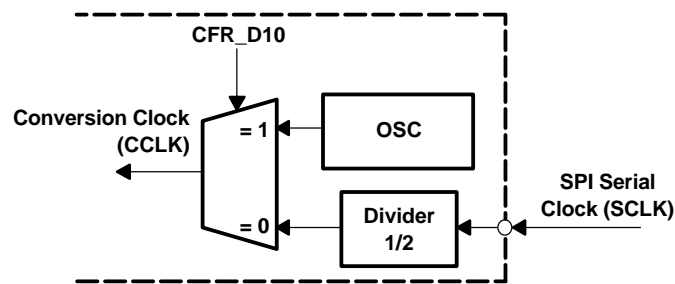 CFR_D10
Conversion Clock
(CCLK)
= 1
OSC
= 0
Divider
1/2
SPI Serial
Clock (SCLK)